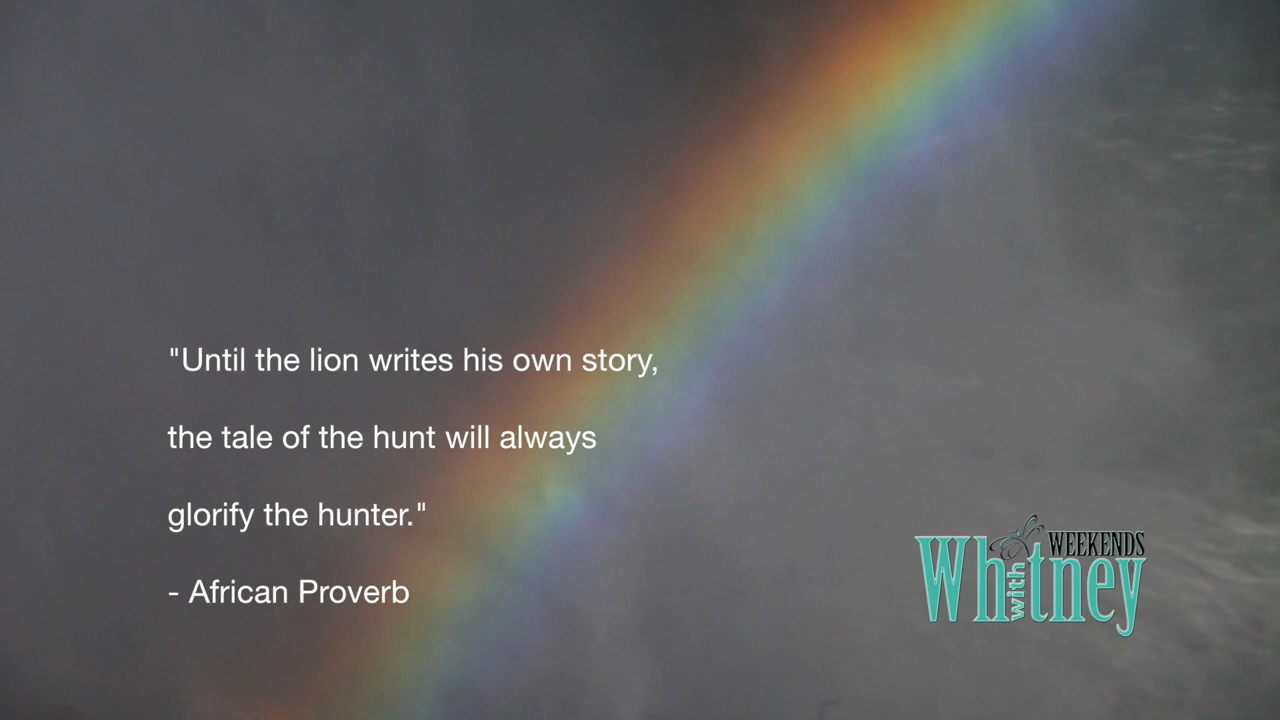 "Until the lion writes his own story,
the tale of the hunt will always
glorify the hunter."
- African Proverb
WEEKENDS
with
Whitney